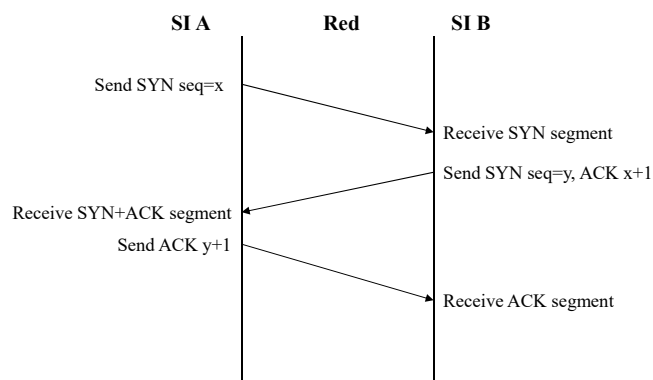 SI A Red SI B
Send SYN seq=x
Receive SYN segment
Send SYN seq=y, ACK x+1
Receive SYN+ACK segment
Send ACK y+1
Receive ACK segment